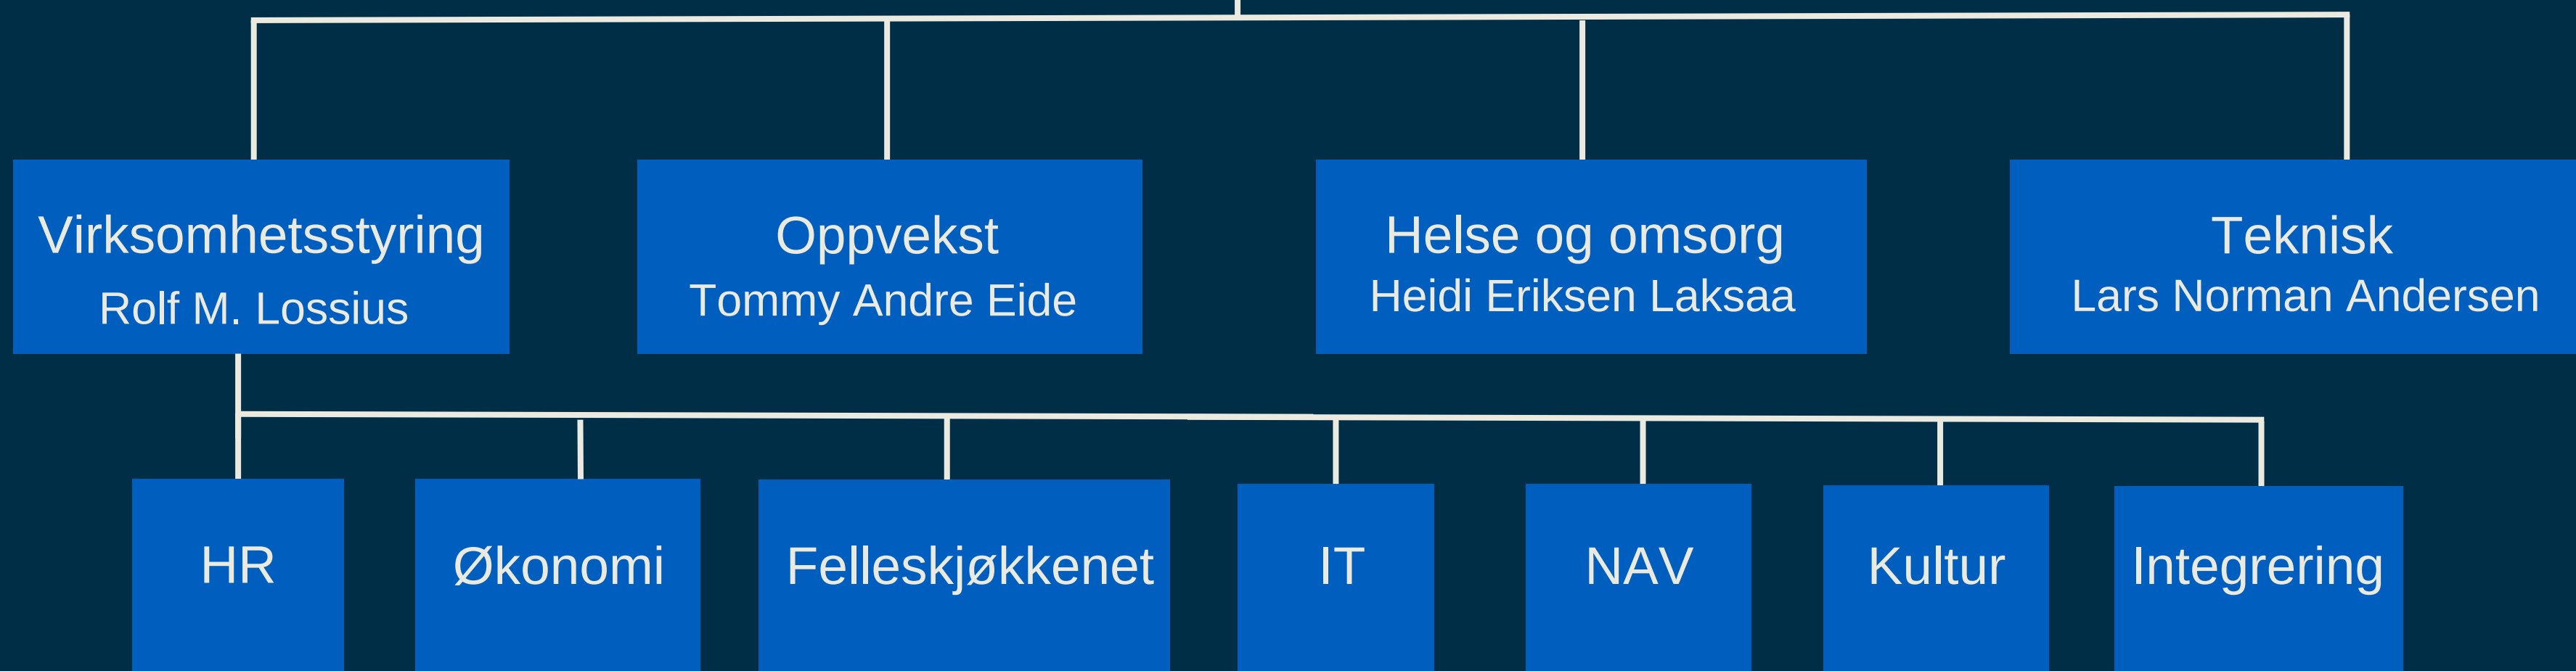 Virksomhetsstyring
Rolf M. Lossius
Oppvekst
Tommy Andre Eide
Helse og omsorg
Heidi Eriksen Laksaa
Teknisk
Lars Norman Andersen
HR
Økonomi
Felleskjøkkenet
IT
NAV
Kultur
Integrering